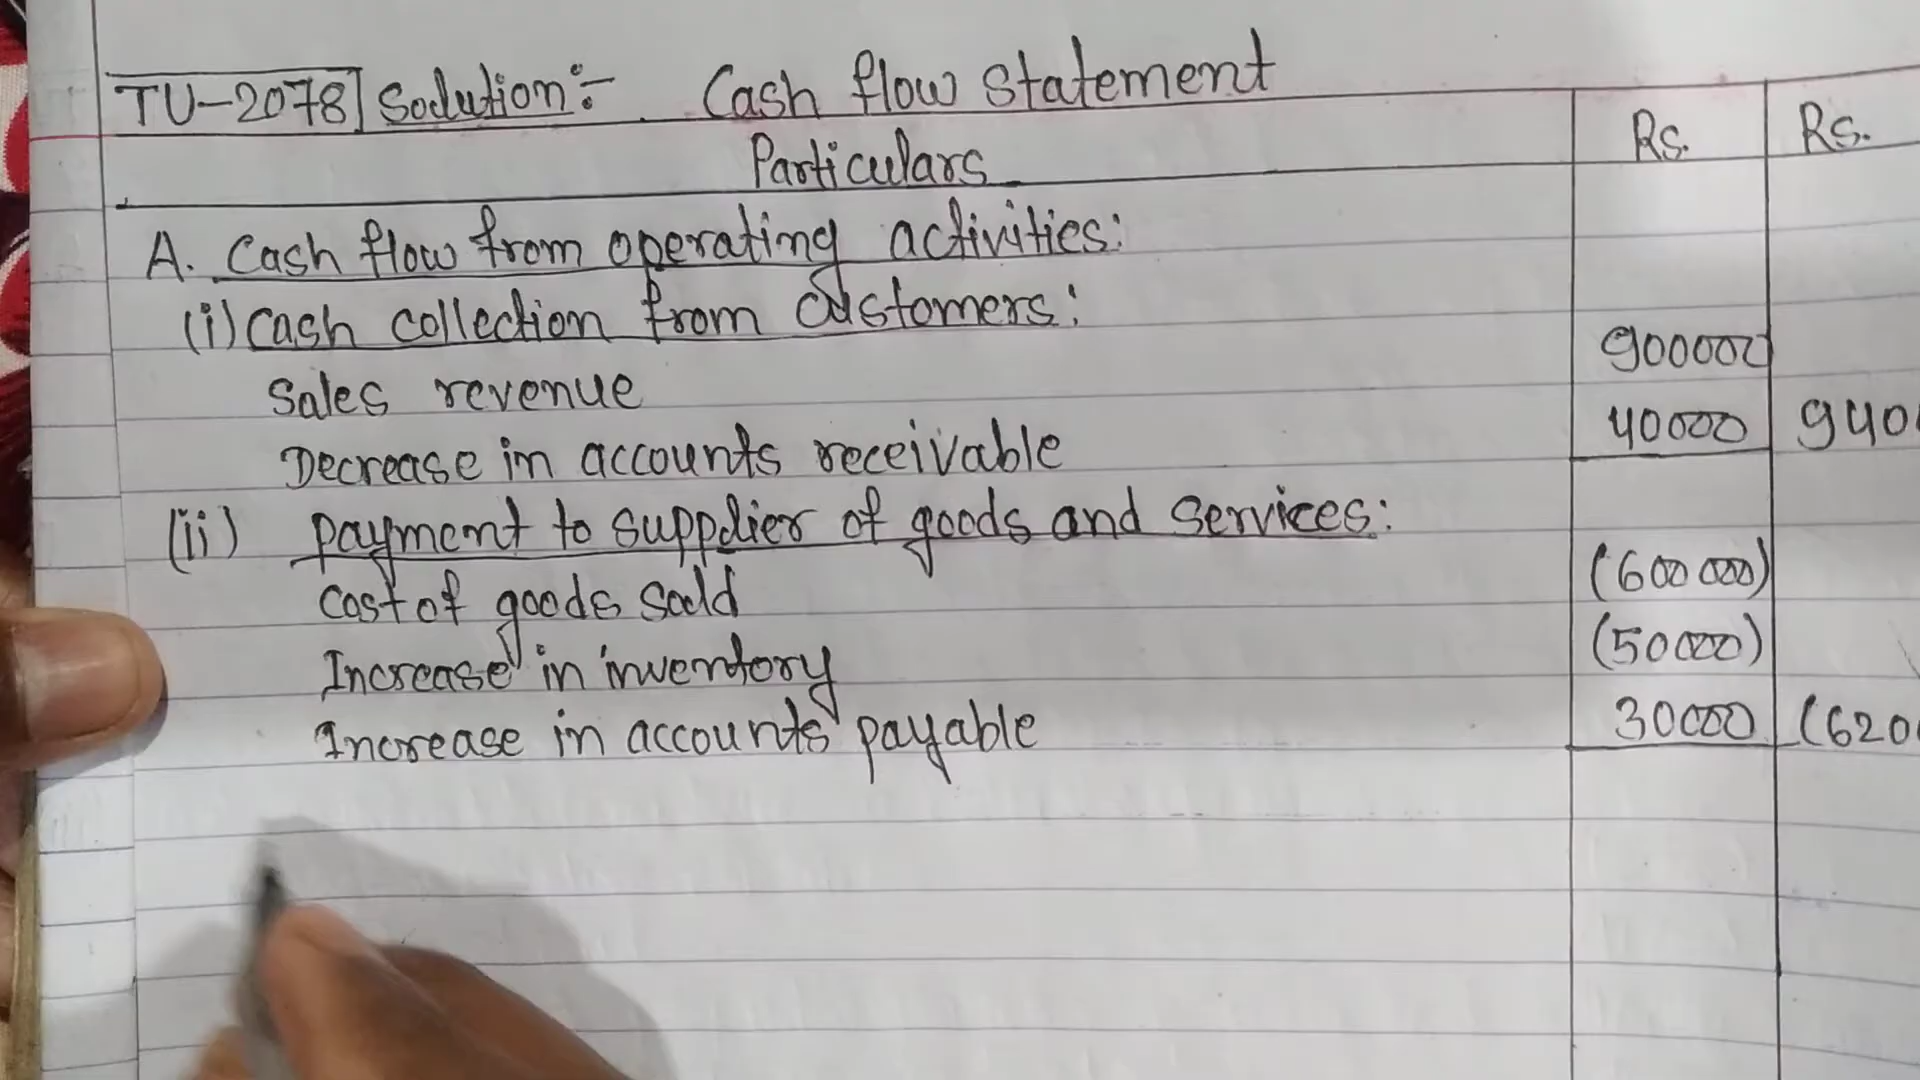 TU-2078 Solution:- Cash flow statement
Particulars Rs. Rs.
A. Cash flow from operating activities:
(i) Cash collection from customers:
Sales revenue 900000
Decrease in accounts receivable 40000 940
(ii) payment to supplier of goods and services:
Cost of goods sold (600000)
Increase in inventory (50000)
Increase in accounts payable 30000 (620